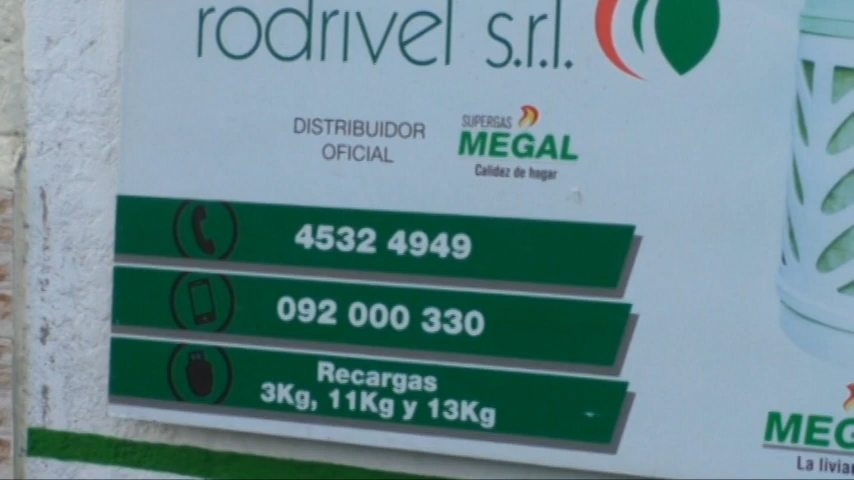 rodrivel s.r.l.
DISTRIBUIDOR
OFICIAL
SUPERGAS
MEGAL
Calidez de hogar
4532 4949
092 000 330
Recargas
3Kg, 11Kg y 13Kg
MEG
La livia